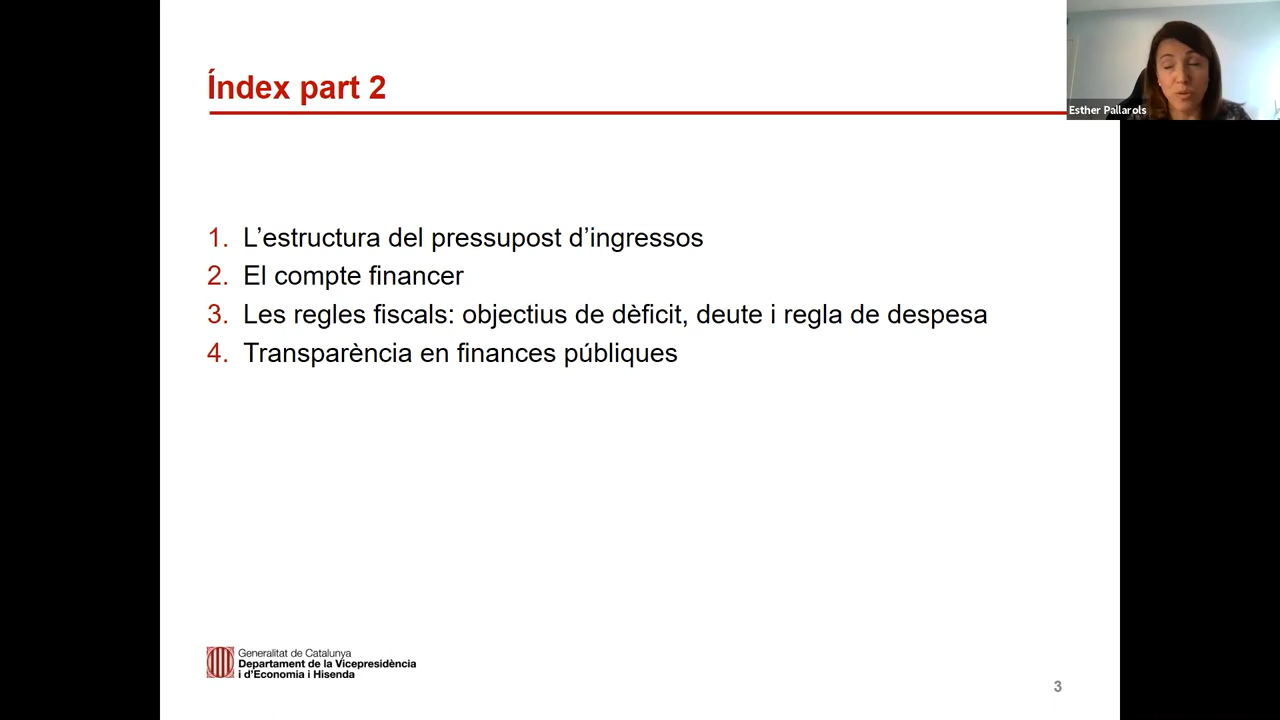 Índex part 2
Esther Pallarols
1. L’estructura del pressupost d’ingressos
2. El compte financer
3. Les regles fiscals: objectius de dèficit, deute i regla de despesa
4. Transparència en finances públiques
Generalitat de Catalunya
Departament de la Vicepresidència
i d'Economia i Hisenda
3